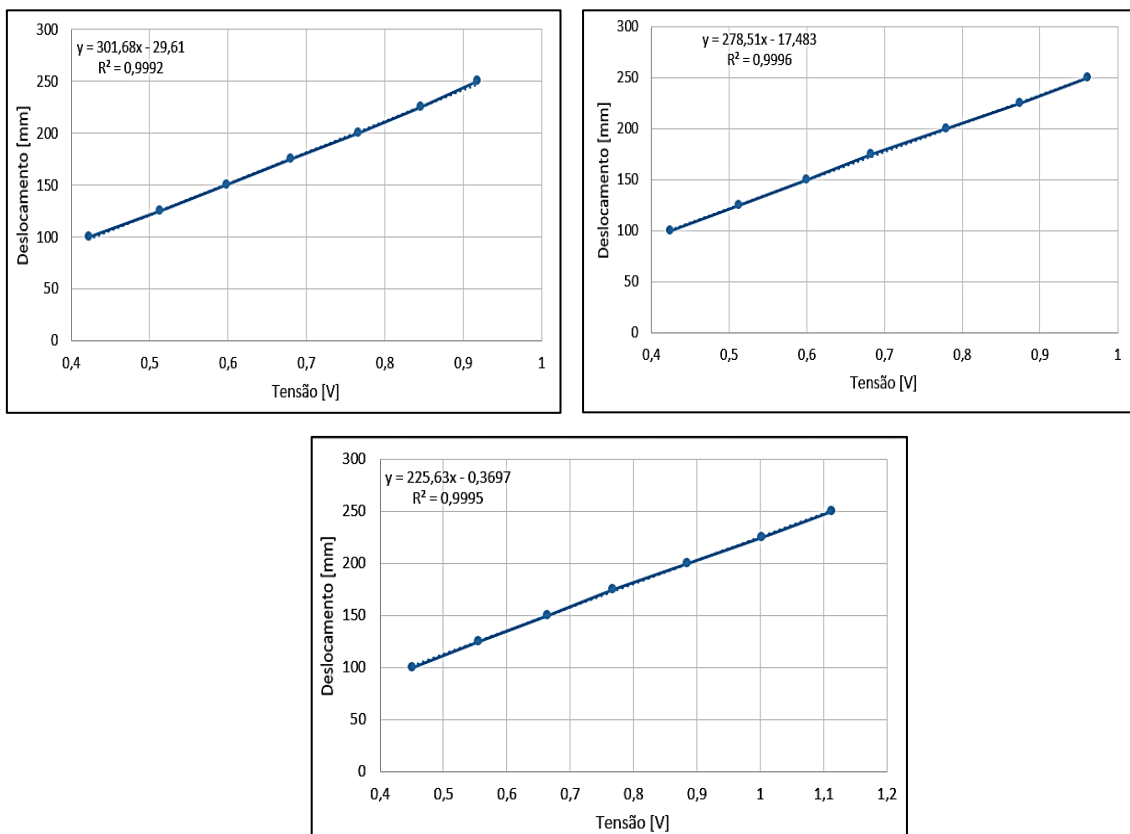 y = 301,68x - 29,61
R² = 0,9992
Deslocamento [mm]
300
250
200
150
100
50
0
0,4 0,5 0,6 0,7 0,8 0,9 1
Tensão [V]
y = 278,51x - 17,483
R² = 0,9996
Deslocamento [mm]
300
250
200
150
100
50
0
0,4 0,5 0,6 0,7 0,8 0,9 1
Tensão [V]
y = 225,63x - 0,3697
R² = 0,9995
Deslocamento [mm]
300
250
200
150
100
50
0
0,4 0,5 0,6 0,7 0,8 0,9 1 1,1 1,2
Tensão [V]